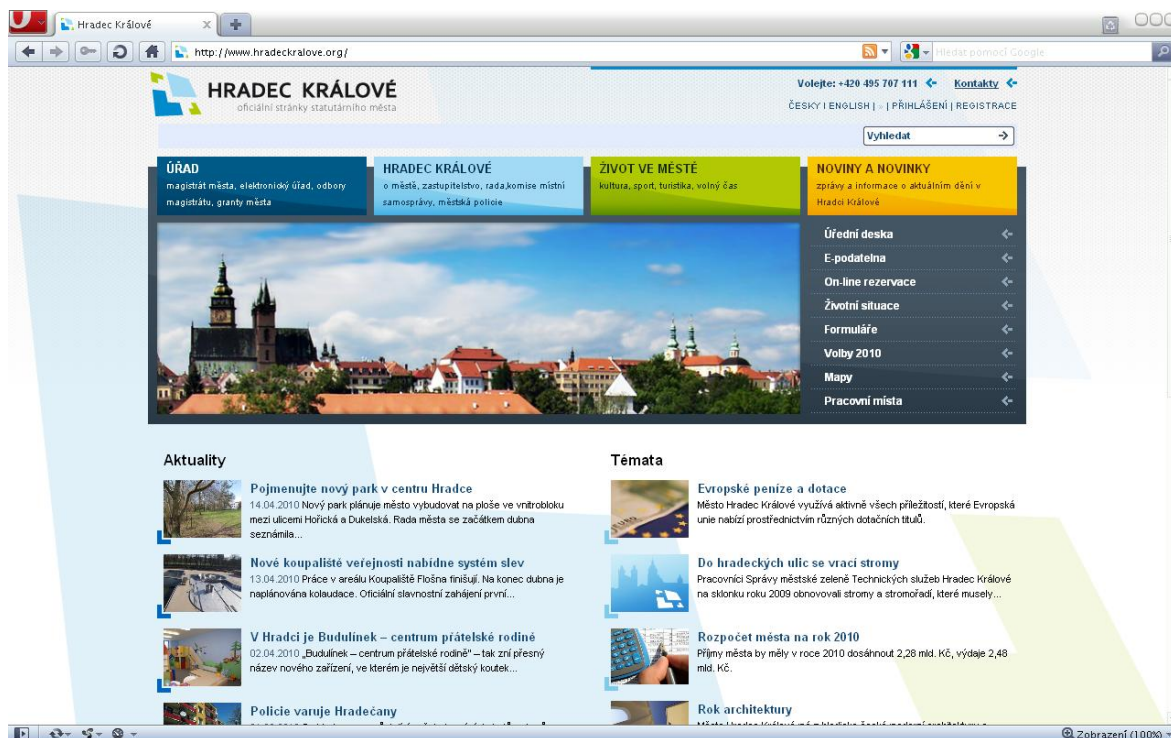 Hradec Králové
http://www.hradeckralove.org/
Hledat pomocí Google
HRADEC KRÁLOVÉ
oficiální stránky statutárního města
Volejte: +420 495 707 111
Kontakty
ČESKY I ENGLISH | | PŘIHLÁŠENÍ | REGISTRACE
Vyhledat
ÚŘAD
magistrát města, elektronický úřad, odbory
magistrátu, granty města
HRADEC KRÁLOVÉ
o městě, zastupitelstvo, rada,komise místní
samosprávy, městská policie
ŽIVOT VE MĚSTĚ
kultura, sport, turistika, volný čas
NOVINY A NOVINKY
zprávy a informace o aktuálním dění v
Hradci Králové
Úřední deska
E-podatelna
On-line rezervace
Životní situace
Formuláře
Volby 2010
Mapy
Pracovní místa
Aktuality
Pojmenujte nový park v centru Hradce
14.04.2010 Nový park plánuje město vybudovat na ploše ve vnitrobloku
mezi ulicemi Hořická a Dukelská. Rada města se začátkem dubna
seznámila...
Nové koupaliště veřejnosti nabídne systém slev
13.04.2010 Práce v areálu Koupaliště Flošna finišují. Na konec dubna je
naplánována kolaudace. Oficiální slavnostní zahájení první...
V Hradci je Budulínek – centrum přátelské rodině
02.04.2010 „Budulínek – centrum přátelské rodině" – tak zní přesný
název nového zařízení, ve kterém je největší dětský koutek...
Policie varuje Hradečany
Témata
Evropské peníze a dotace
Město Hradec Králové využívá aktivně všech příležitostí, které Evropská
unie nabízí prostřednictvím různých dotačních titulů.
Do hradeckých ulic se vrací stromy
Pracovníci Správy městské zeleně Technických služeb Hradec Králové
na sklonku roku 2009 obnovovali stromy a stromořadí, které musely...
Rozpočet města na rok 2010
Příjmy města by měly v roce 2010 dosáhnout 2,28 mld. Kč, výdaje 2,48
mld. Kč.
Rok architektury
Zobrazení (100%)